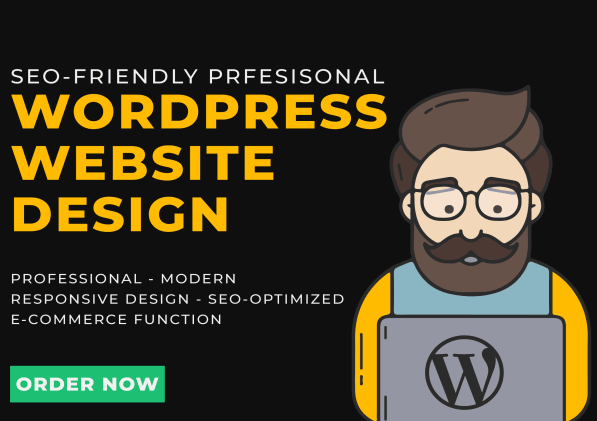 SEO-FRIENDLY PRFESISONAL
WORDPRESS
WEBSITE
DESIGN
PROFESSIONAL - MODERN
RESPONSIVE DESIGN - SEO-OPTIMIZED
E-COMMERCE FUNCTION
ORDER NOW
W